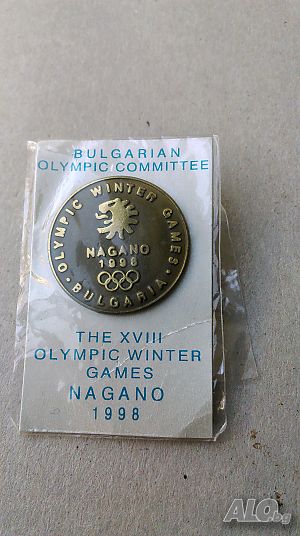 BULGARIAN
OLYMPIC COMMITTEE
OLYMPIC WINTER GAMES
NAGANO
1998
• BULGARIA •
THE XVIII
OLYMPIC WINTER
GAMES
NAGANO
1998
ALO.bg